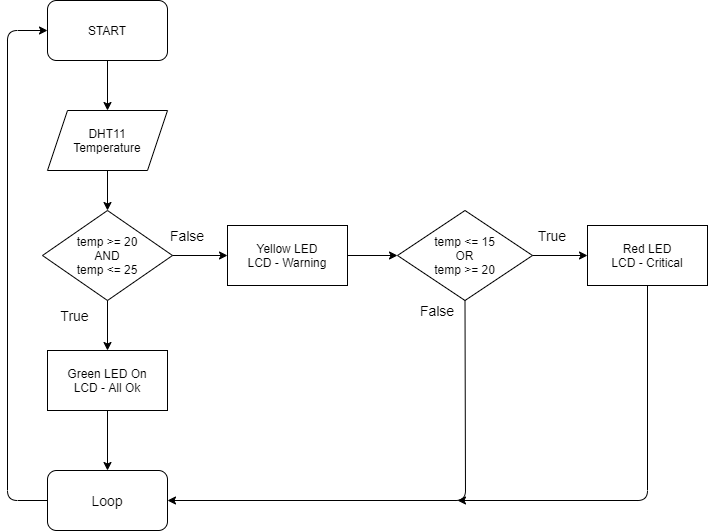 START
DHT11
Temperature
temp >= 20
AND
temp <= 25
False
Yellow LED
LCD - Warning
temp <= 15
OR
temp >= 20
True
Red LED
LCD - Critical
True
False
Green LED On
LCD - All Ok
Loop